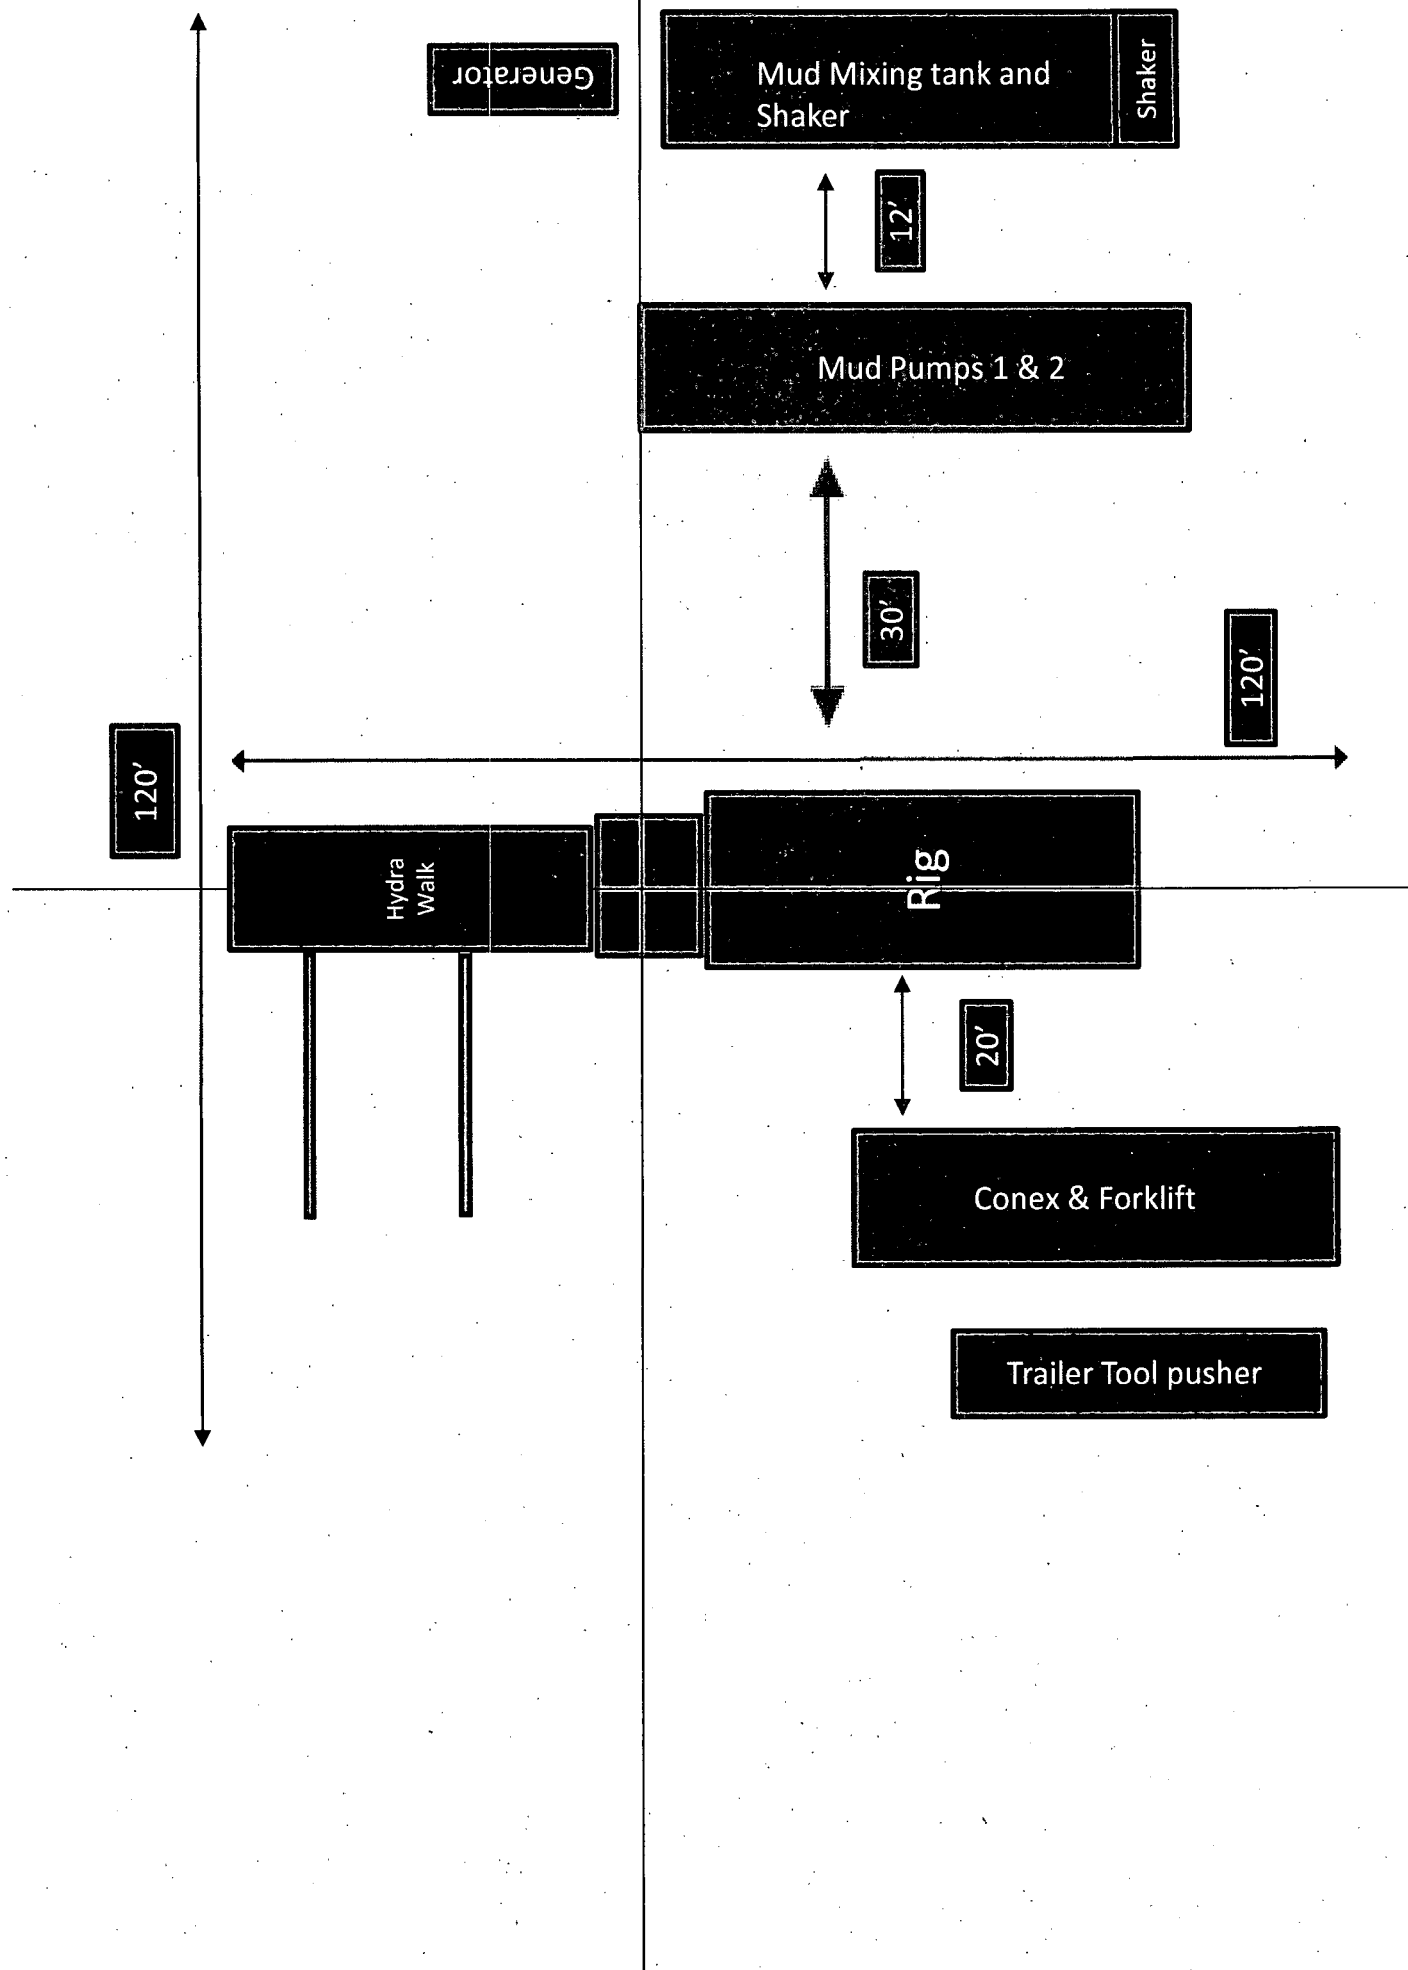 Generator
Mud Mixing tank and
Shaker
Shaker
12'
Mud Pumps 1 & 2
30'
120'
120'
Hydra
Walk
Rig
20'
Conex & Forklift
Trailer Tool pusher